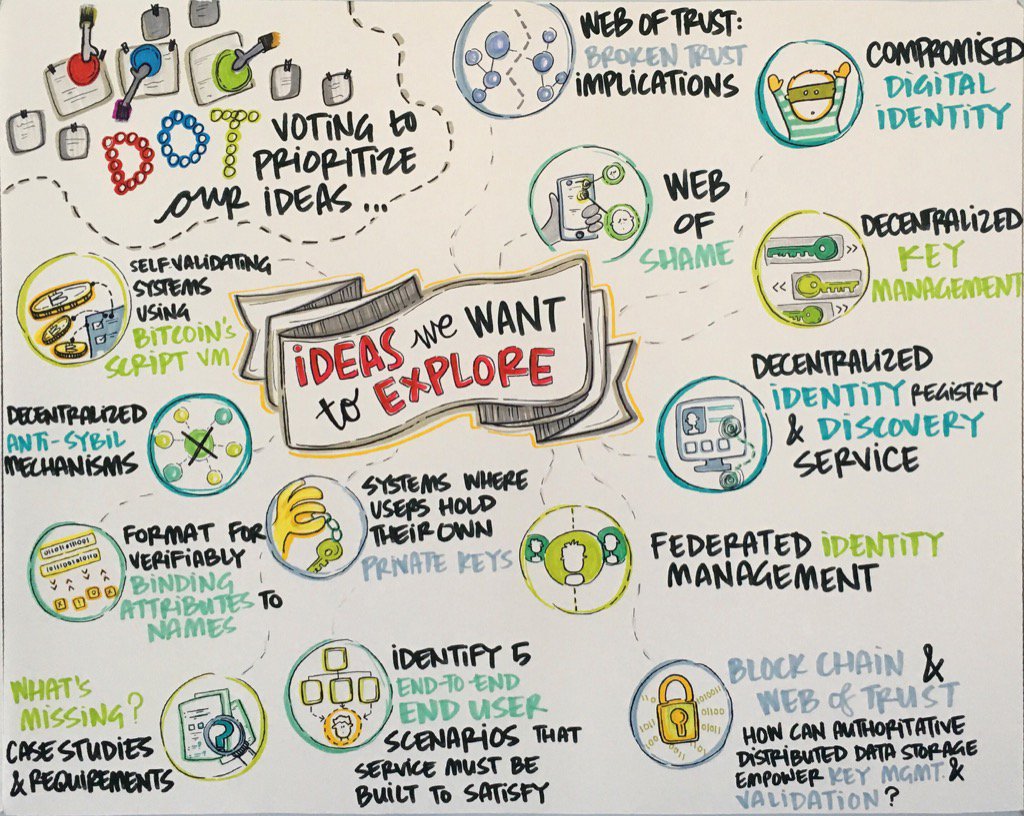 DOT VOTING to
PRIORITIZE
our IDEAS ...
WEB OF TRUST:
BROKEN TRUST
IMPLICATIONS
COMPROMISED
DIGITAL
IDENTITY
WEB
OF
SHAME
DECENTRALIZED
KEY
MANAGEMENT
SELF-VALIDATING
SYSTEMS
USING
BITCOIN'S
SCRIPT VM
IDEAS we WANT
to EXPLORE
DECENTRALIZED
IDENTITY REGISTRY
& DISCOVERY
SERVICE
DECENTRALIZED
ANTI-SYBIL
MECHANISMS
SYSTEMS WHERE
USERS HOLD
THEIR OWN
PRIVATE KEYS
FORMAT FOR
VERIFIABLY
BINDING
ATTRIBUTES TO
NAMES
FEDERATED IDENTITY
MANAGEMENT
WHAT'S
MISSING?
CASE STUDIES
& REQUIREMENTS
?
IDENTIFY 5
END-TO-END
END USER
SCENARIOS THAT
SERVICE MUST BE
BUILT TO SATISFY
BLOCK CHAIN &
WEB OF TRUST
HOW CAN AUTHORITATIVE
DISTRIBUTED DATA STORAGE
EMPOWER KEY MGMT &
VALIDATION?